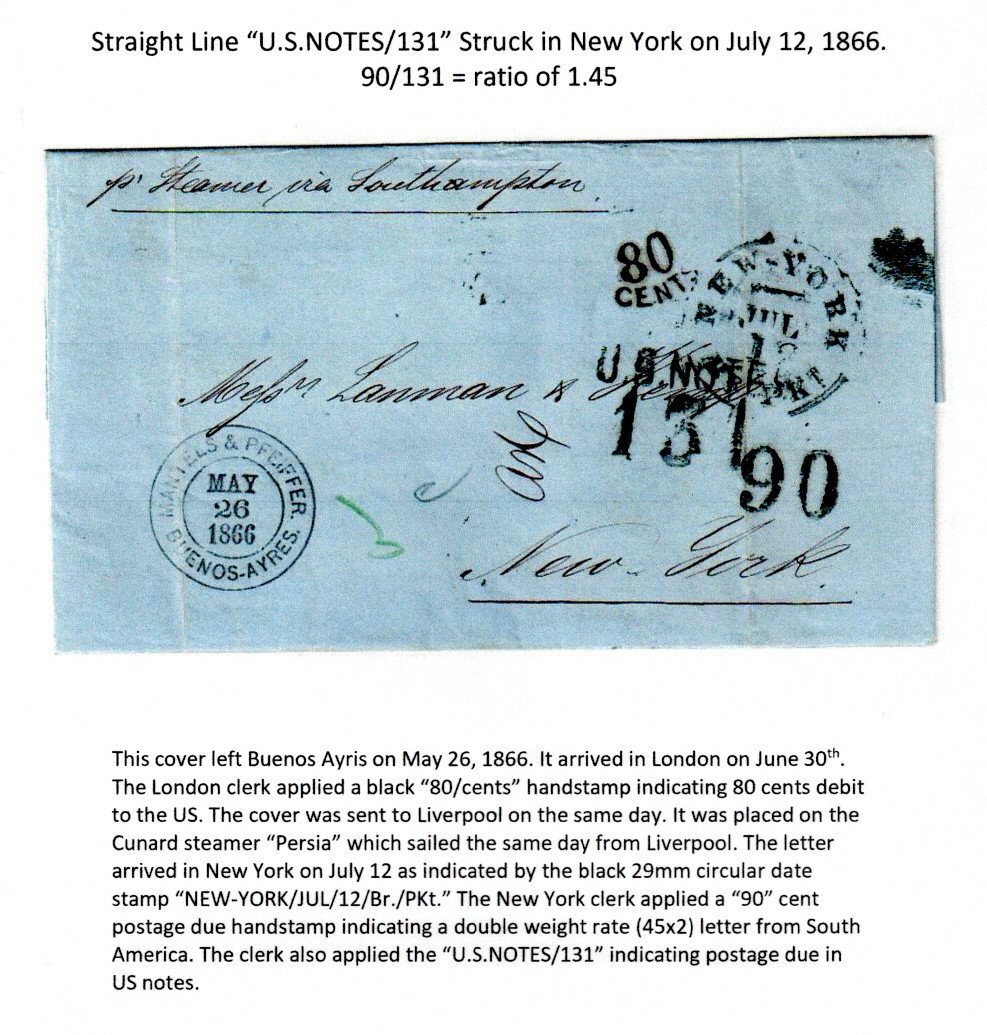 Straight Line “U.S.NOTES/131” Struck in New York on July 12, 1866.
90/131 = ratio of 1.45
pr Steamer via Southampton
80
CENTS
NEW-YORK
JUL
12
PKT
U.S.NOTES
131
90
Messrs Lanman &
MANTELS & PFEIFFER.
MAY
26
1866
BUENOS-AYRES.
New-York.
This cover left Buenos Ayris on May 26, 1866. It arrived in London on June 30th.
The London clerk applied a black “80/cents” handstamp indicating 80 cents debit
to the US. The cover was sent to Liverpool on the same day. It was placed on the
Cunard steamer “Persia” which sailed the same day from Liverpool. The letter
arrived in New York on July 12 as indicated by the black 29mm circular date
stamp “NEW-YORK/JUL/12/Br./PKt.” The New York clerk applied a “90” cent
postage due handstamp indicating a double weight rate (45x2) letter from South
America. The clerk also applied the “U.S.NOTES/131” indicating postage due in
US notes.